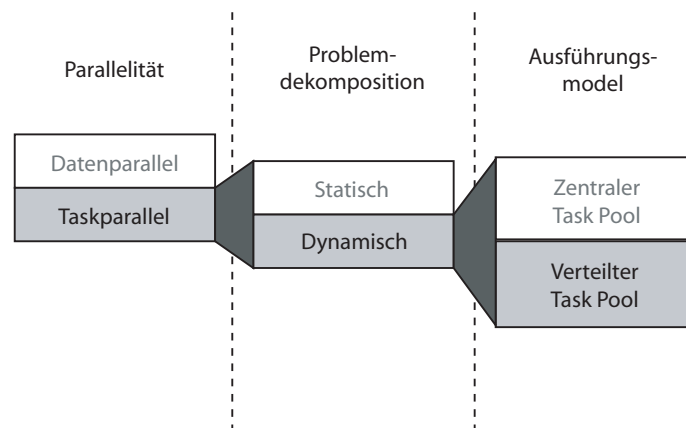 Parallelität
Datenparallel
Taskparallel
Problem-
dekomposition
Statisch
Dynamisch
Ausführungs-
model
Zentraler
Task Pool
Verteilter
Task Pool